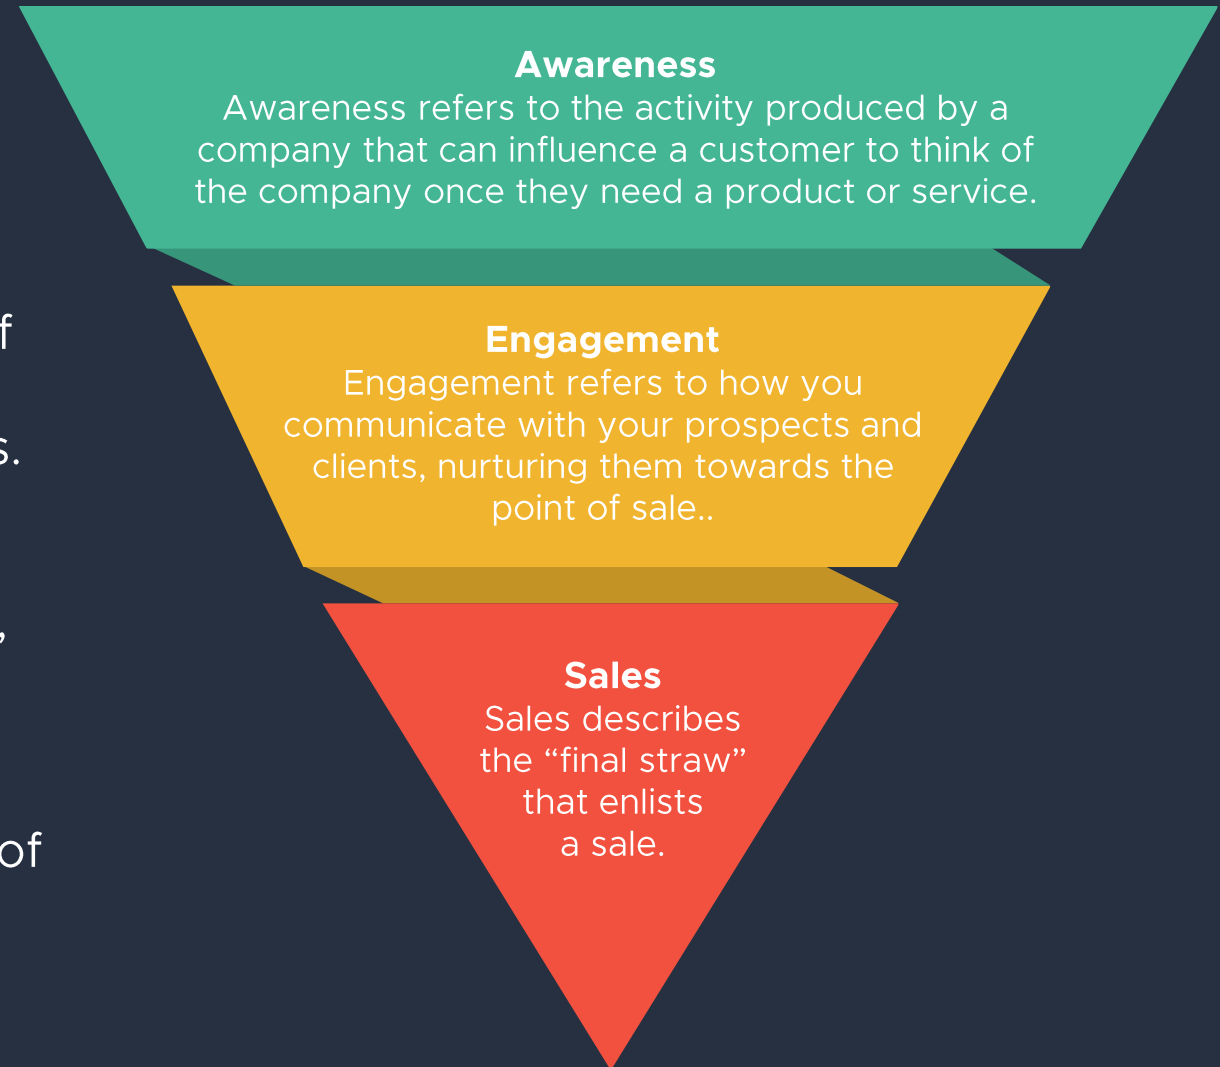 Awareness
Awareness refers to the activity produced by a
company that can influence a customer to think of
the company once they need a product or service.
f
Engagement
Engagement refers to how you
communicate with your prospects and
s.
clients, nurturing them towards the
point of sale..
,
Sales
Sales describes
the “final straw”
that enlists
a sale.
of